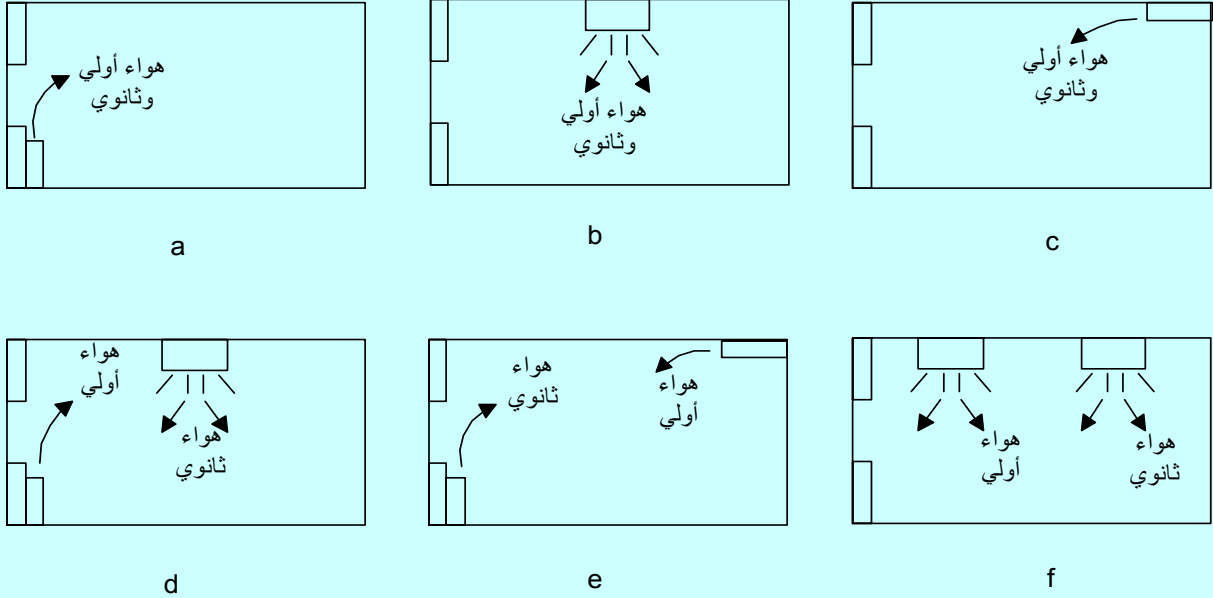 هواء أولي
وثانوي
هواء أولي
وثانوي
هواء أولي
وثانوي
a
b
c
هواء
أولي
هواء
ثانوي
هواء
ثانوي
هواء
أولي
هواء
أولي
هواء
ثانوي
d
e
f